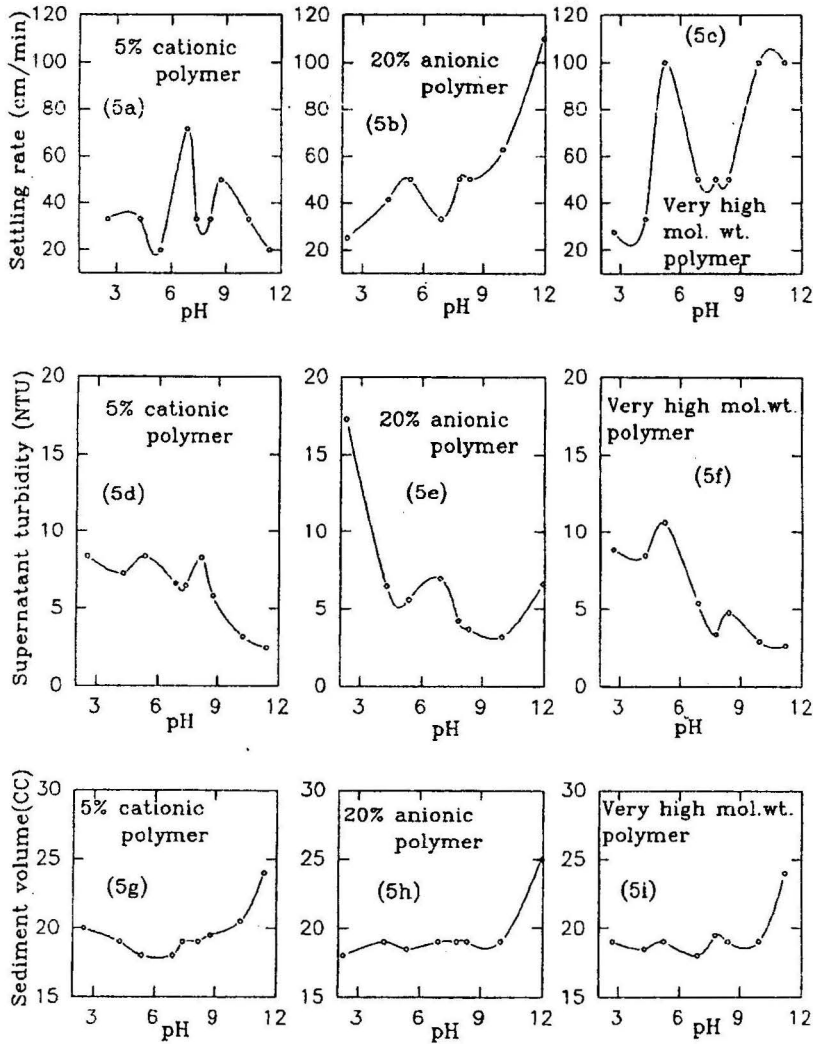 Settling rate (cm/min)
120
100
80
60
40
20
5% cationic
polymer
(5a)
3 6 9 12
pH
120
100
80
60
40
20
20% anionic
polymer
(5b)
3 6 9 12
pH
120
100
80
60
40
20
(5c)
Very high
mol. wt.
polymer
3 6 9 12
pH
Supernatant turbidity (NTU)
20
15
10
5
0
5% cationic
polymer
(5d)
3 6 9 12
pH
20
15
10
5
0
20% anionic
polymer
(5e)
3 6 9 12
pH
20
15
10
5
0
Very high mol.wt.
polymer
(5f)
3 6 9 12
pH
Sediment volume(CC)
30
25
20
15
5% cationic
polymer
(5g)
3 6 9 12
pH
30
25
20
15
20% anionic
polymer
(5h)
3 6 9 12
pH
30
25
20
15
Very high mol.wt.
polymer
(5i)
3 6 9 12
pH